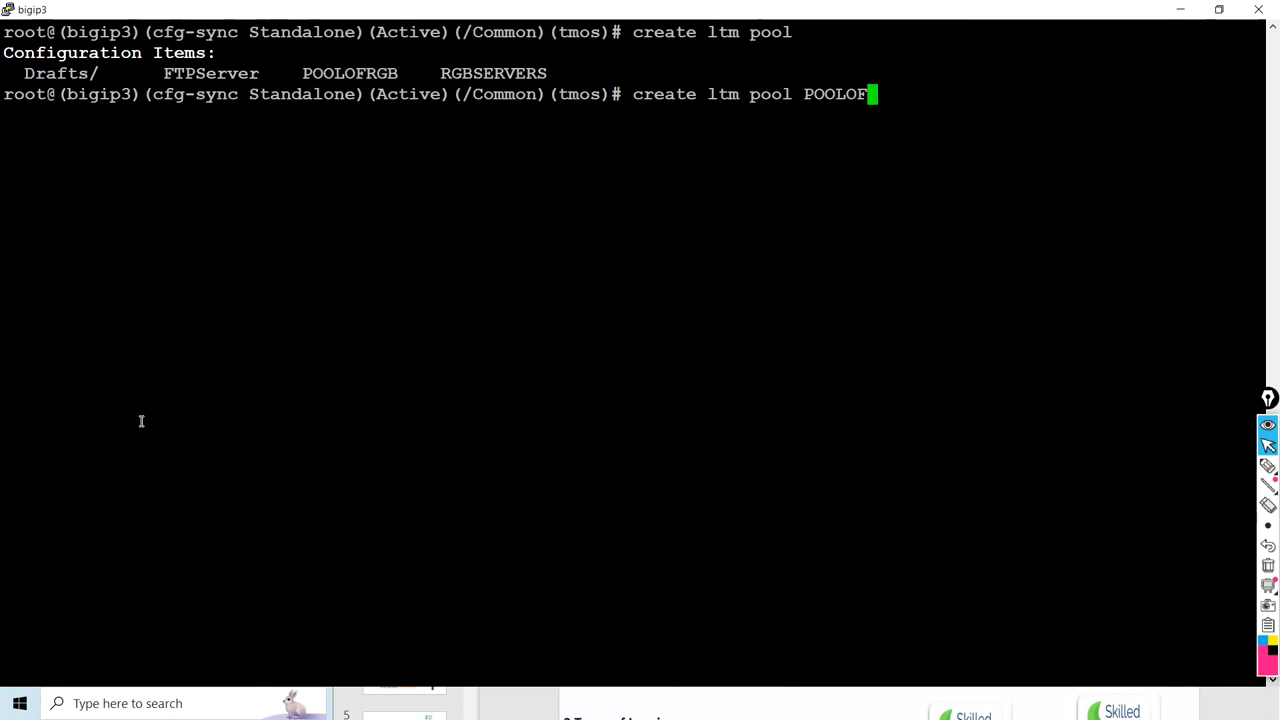 bigip3
root@(bigip3)(cfg-sync Standalone)(Active)(/Common)(tmos)# create ltm pool
Configuration Items:
Drafts/ FTPServer POOLOFRGB RGBSERVERS
root@(bigip3)(cfg-sync Standalone)(Active)(/Common)(tmos)# create ltm pool POOLOF
Type here to search
5
Skilled
Skilled